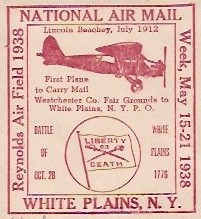 NATIONAL AIR MAIL
Week, May 15-21 1938
Reynolds Air Field 1938
Lincoln Beachey, July 1912
First Plane
to Carry Mail
Westchester Co. Fair Grounds to
White Plains, N. Y. P. O.
BATTLE
OF
OCT. 28
LIBERTY
OR
DEATH
WHITE
PLAINS
1776
WHITE PLAINS, N. Y.